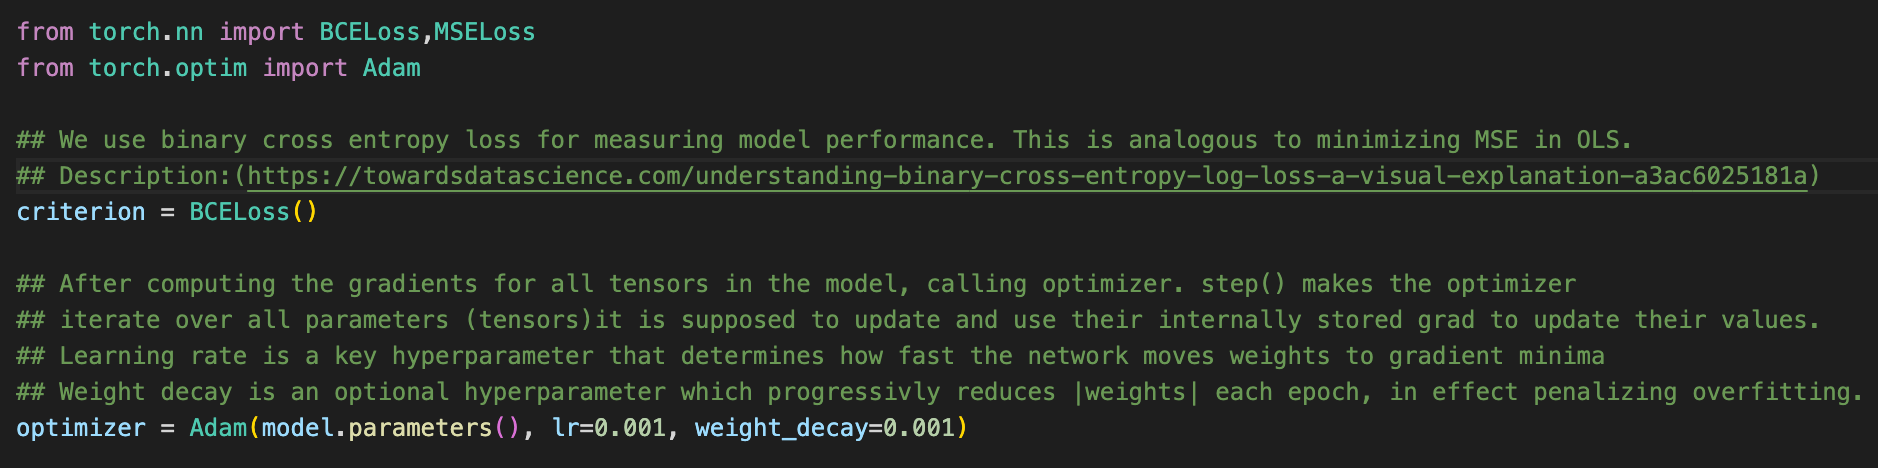 from torch.nn import BCELoss,MSELoss
from torch.optim import Adam
## We use binary cross entropy loss for measuring model performance. This is analogous to minimizing MSE in OLS.
## Description:(https://towardsdatascience.com/understanding-binary-cross-entropy-log-loss-a-visual-explanation-a3ac6025181a)
criterion = BCELoss()
## After computing the gradients for all tensors in the model, calling optimizer. step() makes the optimizer
## iterate over all parameters (tensors)it is supposed to update and use their internally stored grad to update their values.
## Learning rate is a key hyperparameter that determines how fast the network moves weights to gradient minima
## Weight decay is an optional hyperparameter which progressivly reduces |weights| each epoch, in effect penalizing overfitting.
optimizer = Adam(model.parameters(), lr=0.001, weight_decay=0.001)